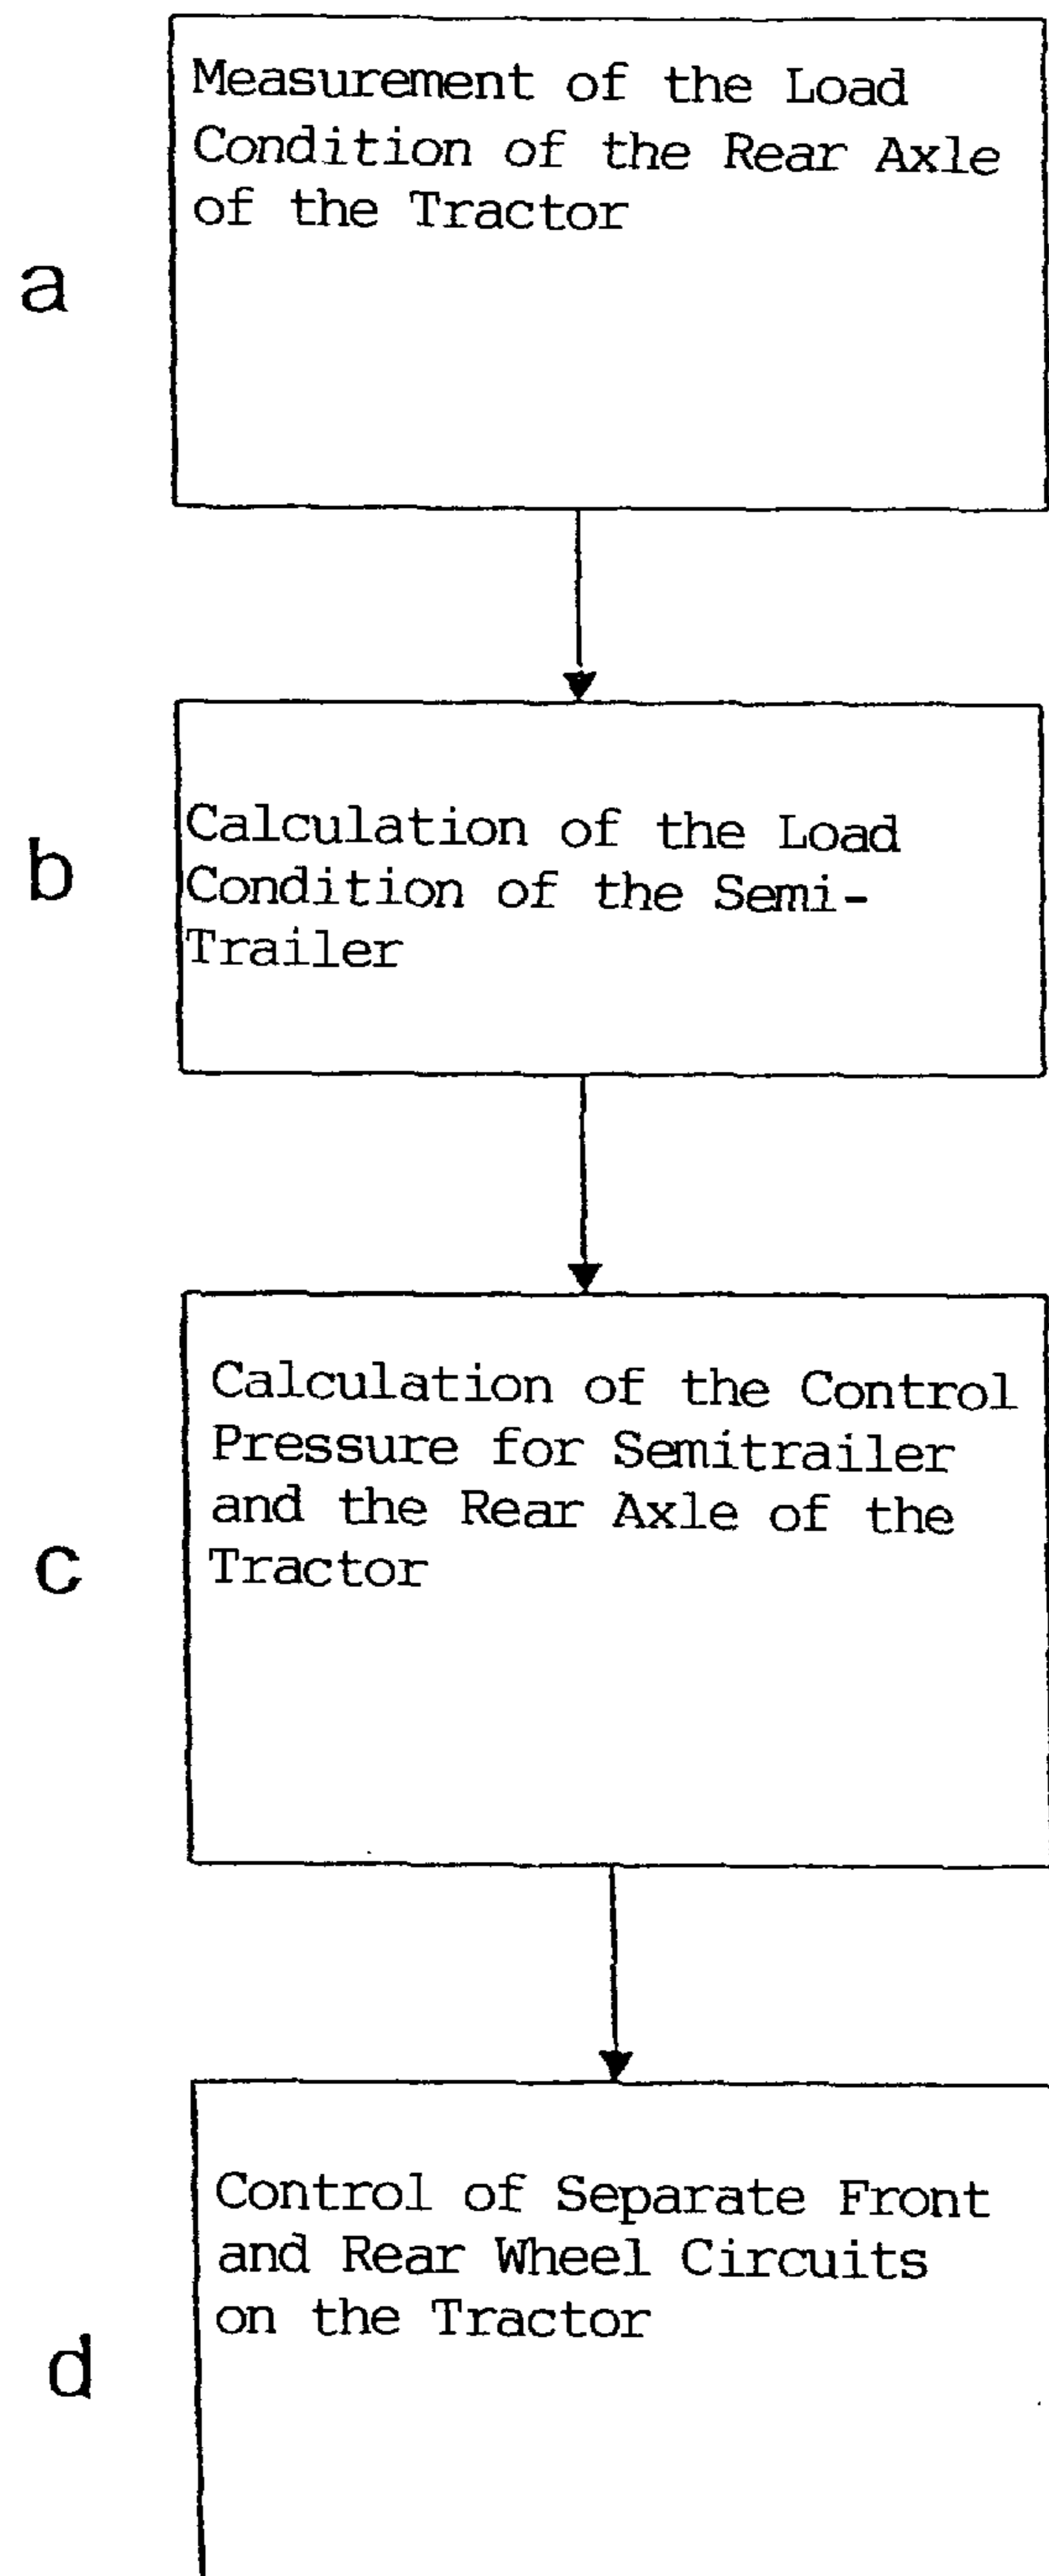 Measurement of the Load
Condition of the Rear Axle
of the Tractor
a
Calculation of the Load
Condition of the Semi-
Trailer
b
Calculation of the Control
Pressure for Semitrailer
and the Rear Axle of the
Tractor
c
Control of Separate Front
and Rear Wheel Circuits
on the Tractor
d